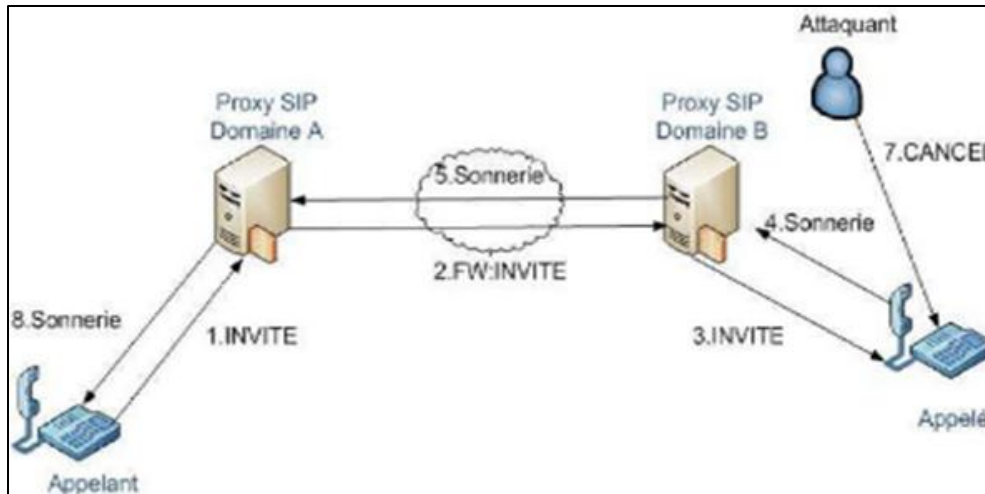 Attaquant
Proxy SIP
Domaine A
Proxy SIP
Domaine B
7.CANCEL
5.Sonnerie
4.Sonnerie
2.FW:INVITE
8.Sonnerie
1.INVITE
3.INVITE
Appelé
Appelant